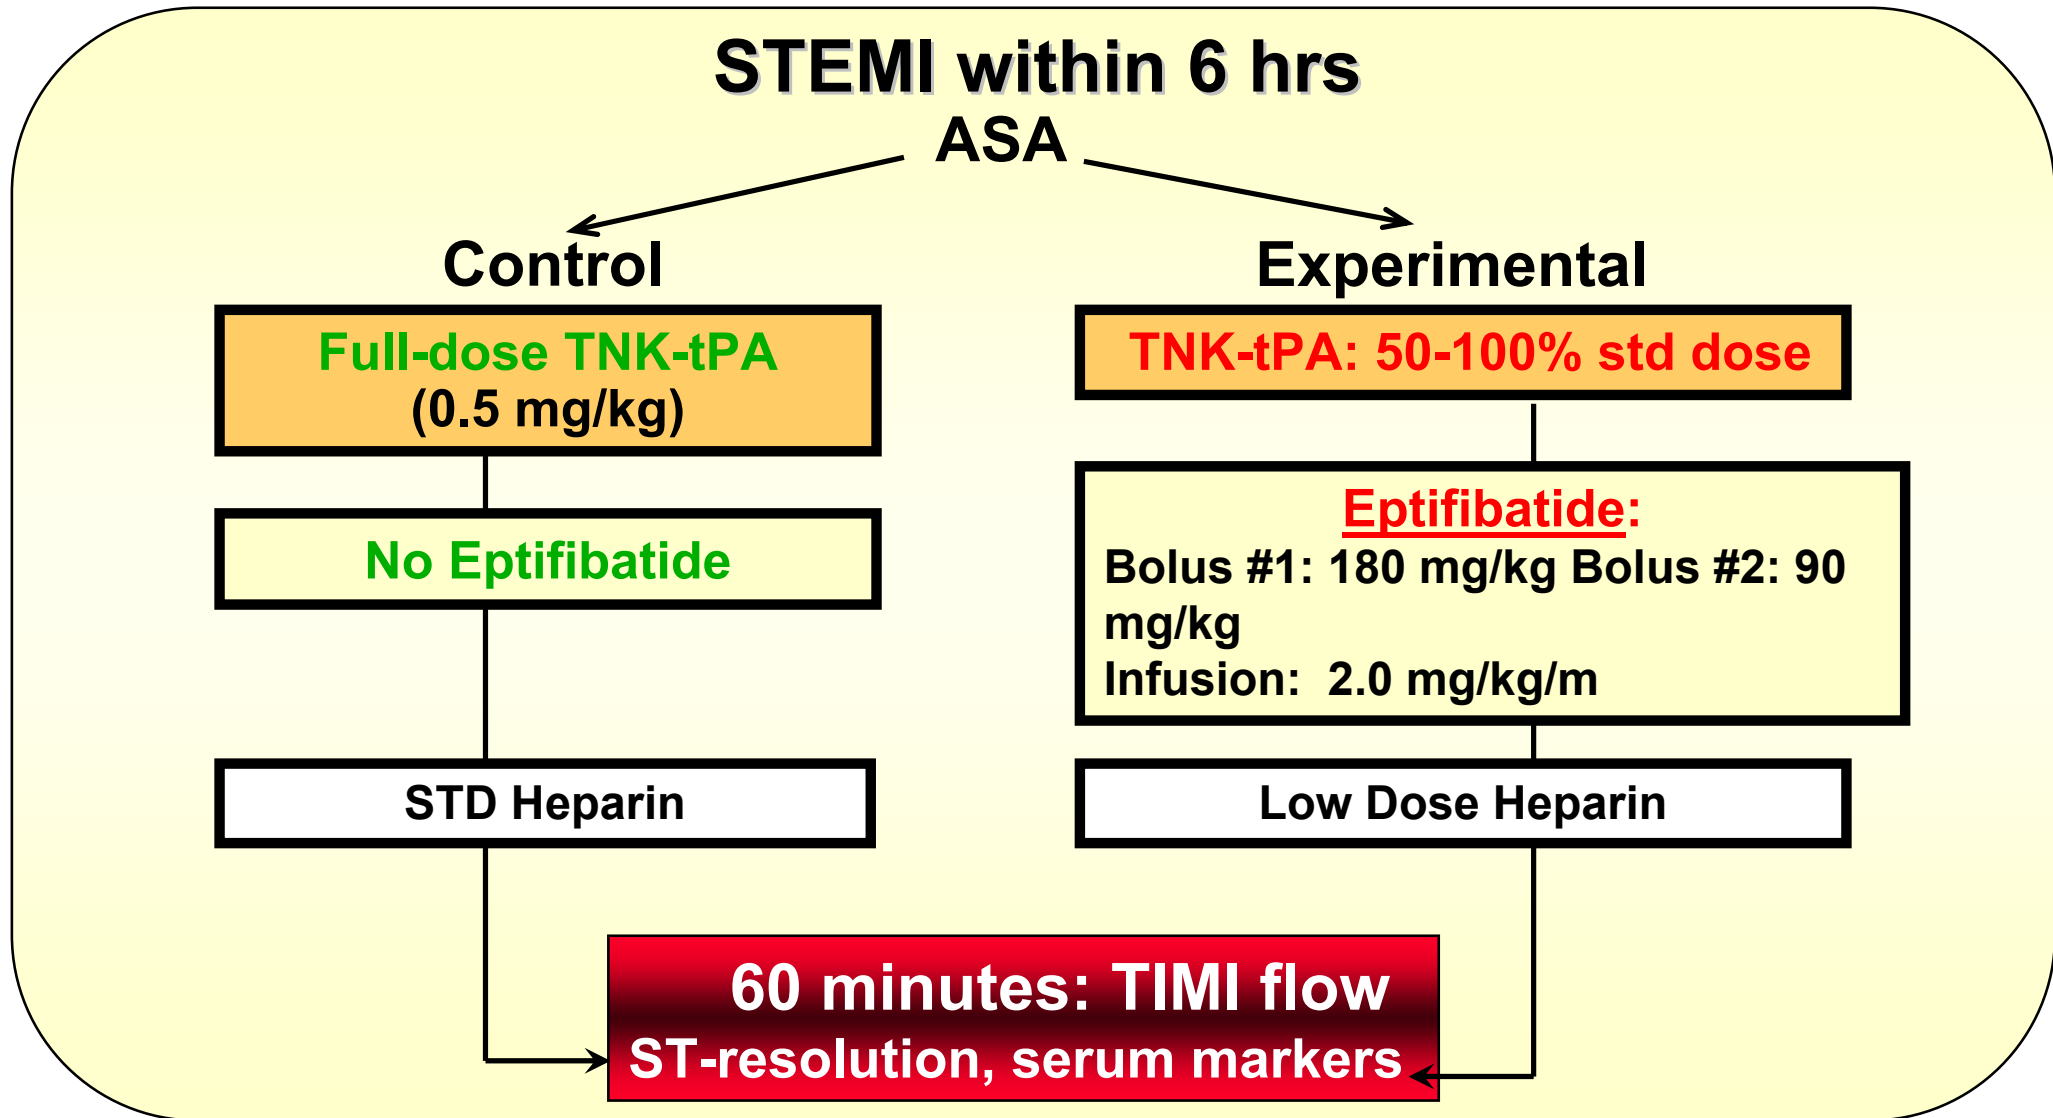 STEMI within 6 hrs
ASA
Control
Experimental
Full-dose TNK-tPA
(0.5 mg/kg)
TNK-tPA: 50-100% std dose
No Eptifibatide
Eptifibatide:
Bolus #1: 180 mg/kg Bolus #2: 90
mg/kg
Infusion:  2.0 mg/kg/m
STD Heparin
Low Dose Heparin
60 minutes: TIMI flow
ST-resolution, serum markers